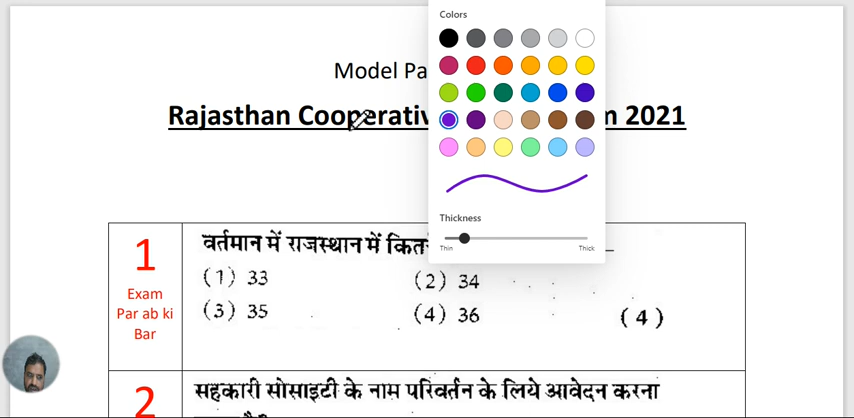 Colors
Model Pa
Rajasthan Cooperativ m 2021
Thickness
Thin Thick
1
Exam
Par ab ki
Bar
वर्तमान में राजस्थान में
(1) 33 (2) 34
(3) 35 (4) 36 (4)
2
सहकारी सोसाइटी के नाम परिवर्तन के लिये आवेदन करना